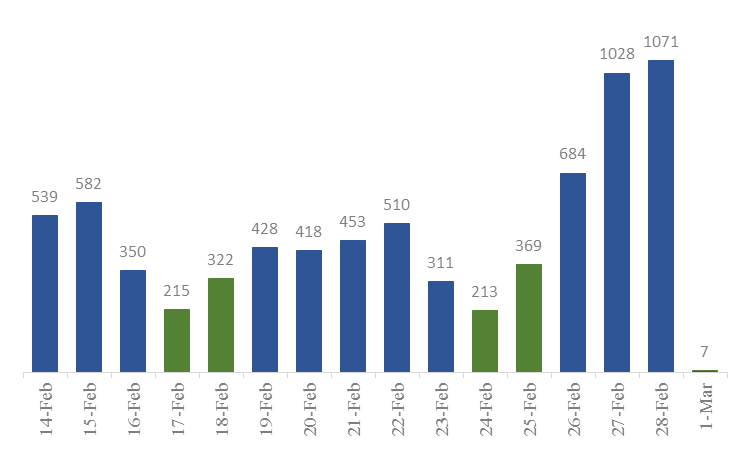 539
582
350
215
322
428
418
453
510
311
213
369
684
1028
1071
7
14-Feb
15-Feb
16-Feb
17-Feb
18-Feb
19-Feb
20-Feb
21-Feb
22-Feb
23-Feb
24-Feb
25-Feb
26-Feb
27-Feb
28-Feb
1-Mar